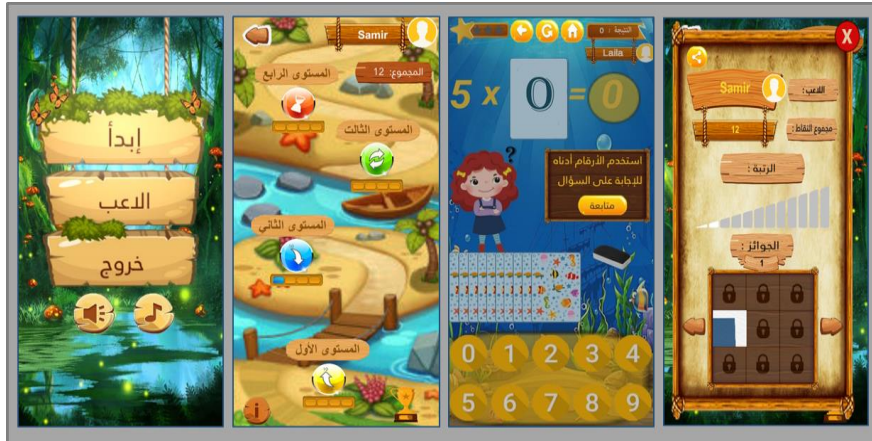 إبدأ
الاعب
خروج
Samir
المجموع: 12
المستوى الرابع
المستوى الثالث
المستوى الثاني
المستوى الأول
i
النتيجة : 0
Laila
5 x 0 = 0
?
استخدم الأرقام أدناه
للإجابة على السؤال
متابعة
0 1 2 3 4
5 6 7 8 9
X
اللاعب :
Samir
مجموع النقاط :
12
الرتبة :
الجوائز :
1